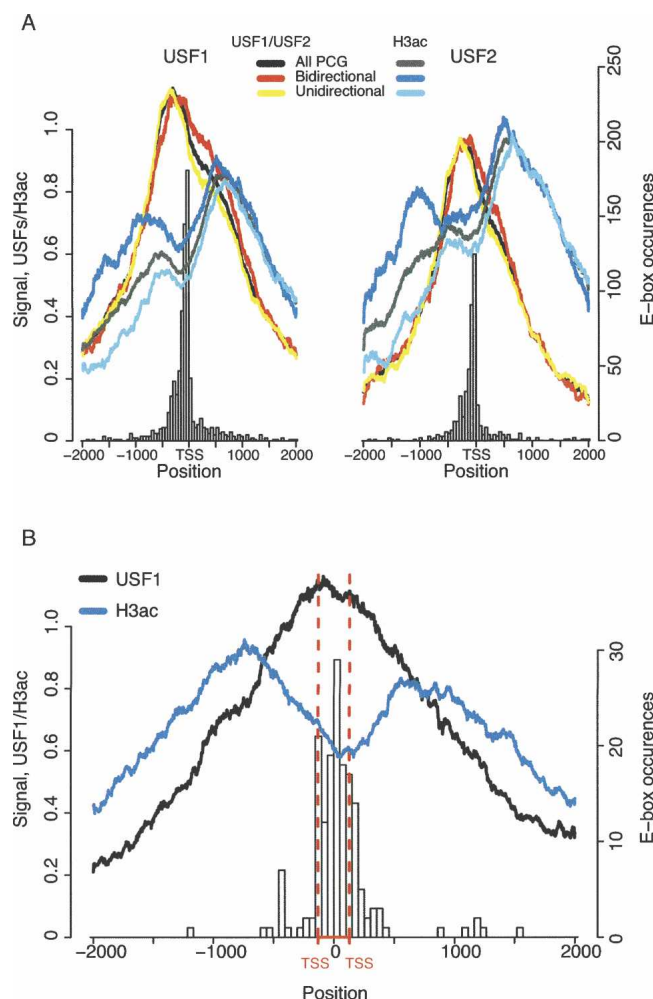 A
USF1/USF2 H3ac
USF1 USF2
All PCG
Bidirectional
Unidirectional
Signal, USFs/H3ac
1.0
0.8
0.6
0.4
0.2
0
250
200
150
100
50
0
E-box occurences
−2000 −1000 TSS 1000 2000
Position
−2000 −1000 TSS 1000 2000
Position
B
USF1
H3ac
Signal, USF1/H3ac
1.0
0.8
0.6
0.4
0.2
0
30
20
10
0
E-box occurences
−2000 −1000 0 1000 2000
TSS TSS
Position